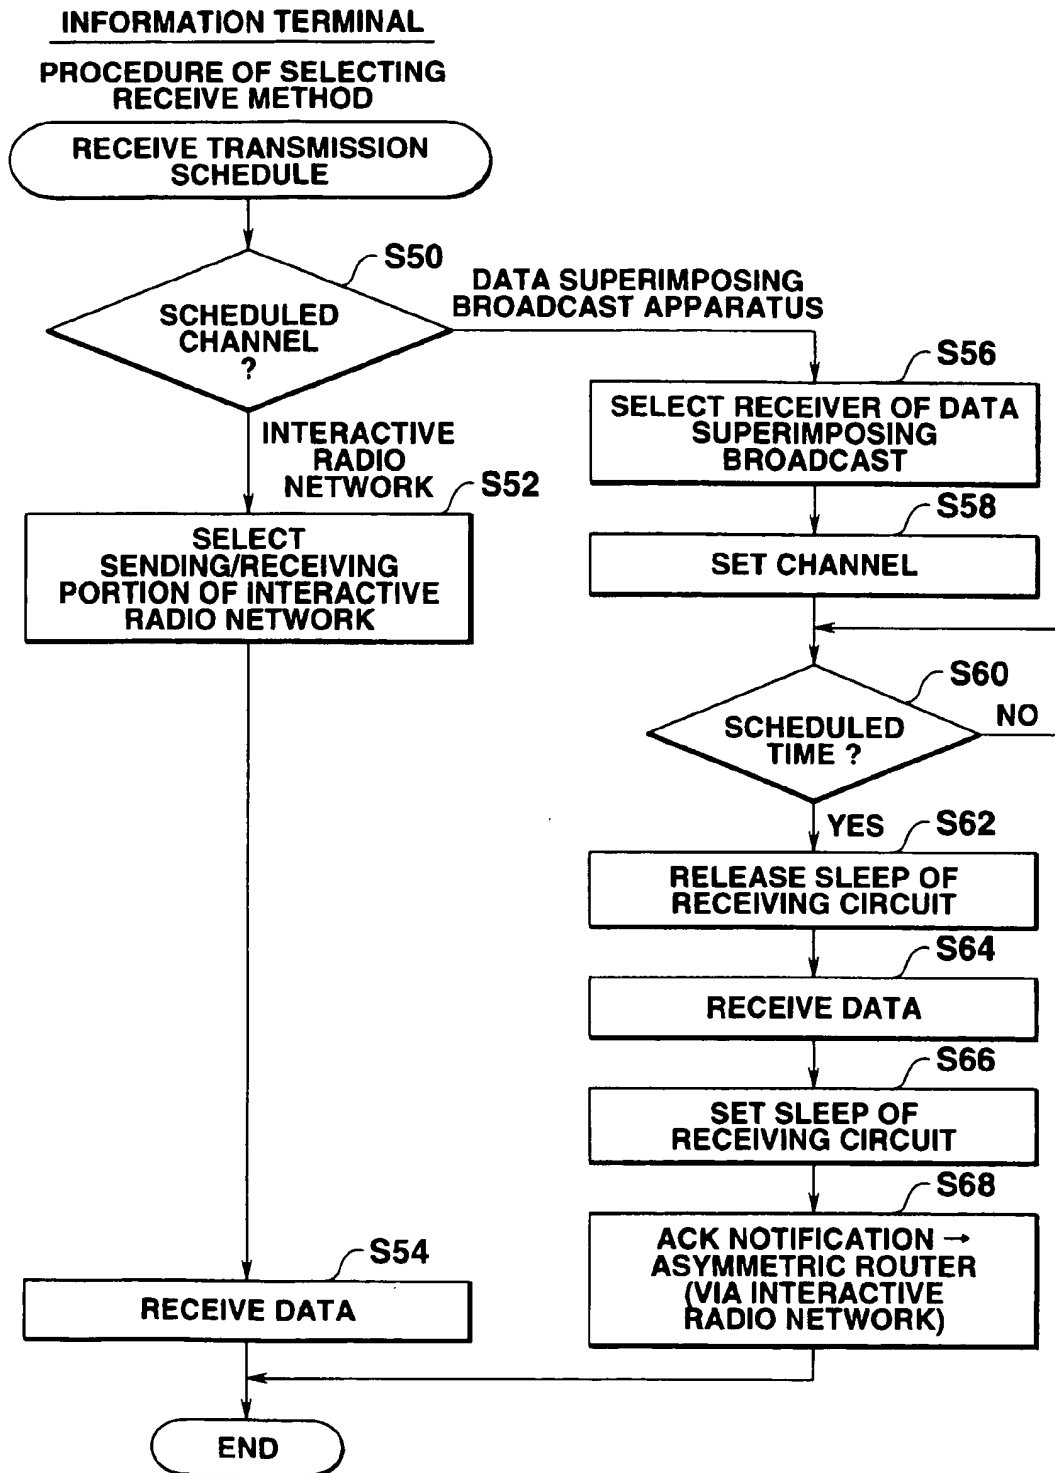 INFORMATION TERMINAL
PROCEDURE OF SELECTING
RECEIVE METHOD
RECEIVE TRANSMISSION
SCHEDULE
S50
SCHEDULED
CHANNEL
?
DATA SUPERIMPOSING
BROADCAST APPARATUS
INTERACTIVE
RADIO
NETWORK
S52
SELECT
SENDING/RECEIVING
PORTION OF INTERACTIVE
RADIO NETWORK
S54
RECEIVE DATA
S56
SELECT RECEIVER OF DATA
SUPERIMPOSING
BROADCAST
S58
SET CHANNEL
S60
SCHEDULED
TIME ?
NO
YES
S62
RELEASE SLEEP OF
RECEIVING CIRCUIT
S64
RECEIVE DATA
S66
SET SLEEP OF
RECEIVING CIRCUIT
S68
ACK NOTIFICATION →
ASYMMETRIC ROUTER
(VIA INTERACTIVE
RADIO NETWORK)
END